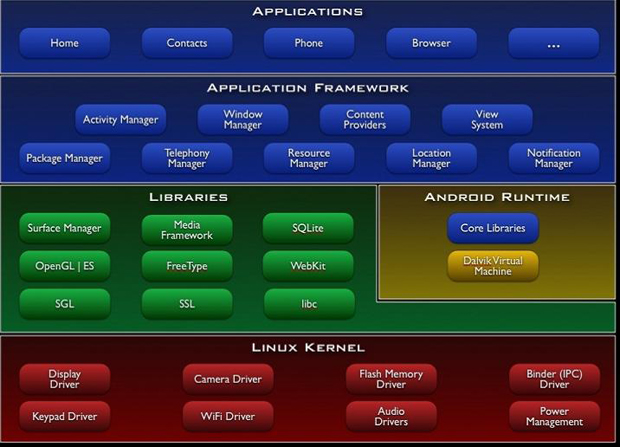 APPLICATIONS
Home
Contacts
Phone
Browser
...
APPLICATION FRAMEWORK
Activity Manager
Window
Manager
Content
Providers
View
System
Package Manager
Telephony
Manager
Resource
Manager
Location
Manager
Notification
Manager
LIBRARIES
Surface Manager
Media
Framework
SQLite
OpenGL | ES
FreeType
WebKit
SGL
SSL
libc
ANDROID RUNTIME
Core Libraries
Dalvik Virtual
Machine
LINUX KERNEL
Display
Driver
Camera Driver
Flash Memory
Driver
Binder (IPC)
Driver
Keypad Driver
WiFi Driver
Audio
Drivers
Power
Management